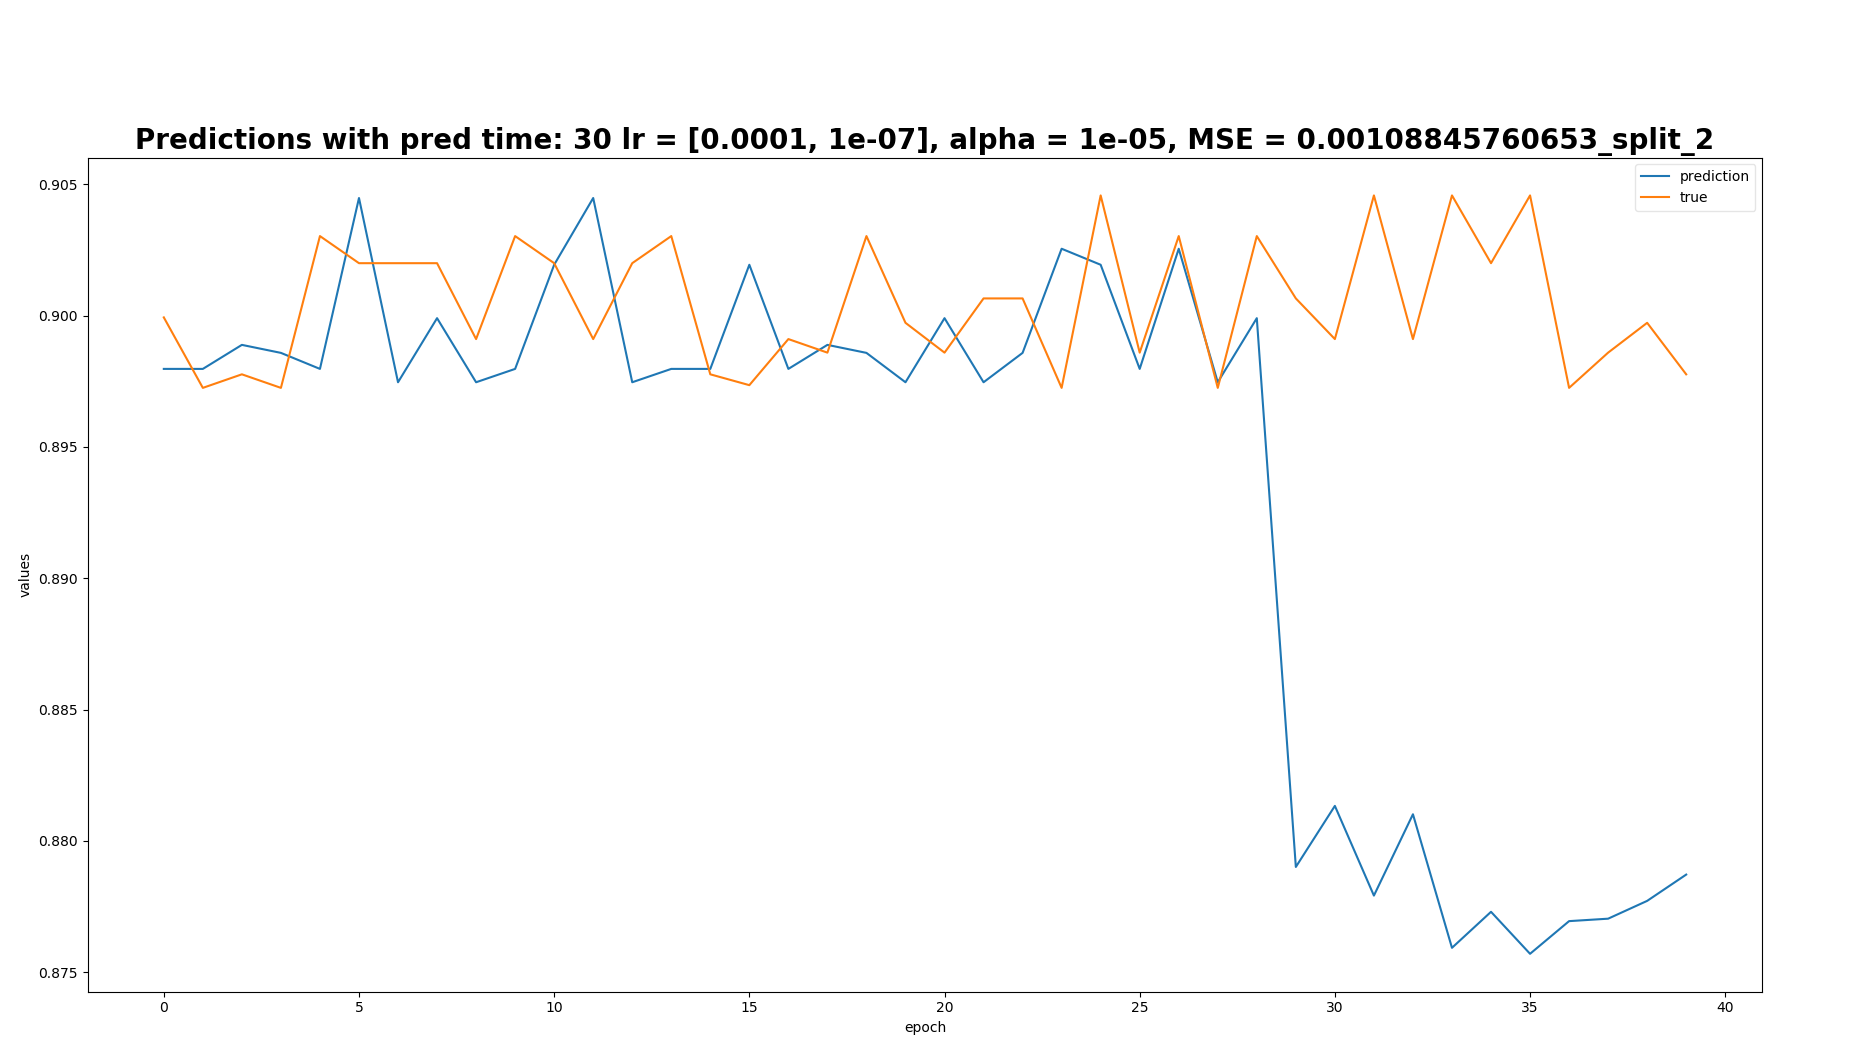 Predictions with pred time: 30 lr = [0.0001, 1e-07], alpha = 1e-05, MSE = 0.00108845760653_split_2
prediction
true
0.905
0.900
0.895
0.890
0.885
0.880
0.875
values
0 5 10 15 20 25 30 35 40
epoch